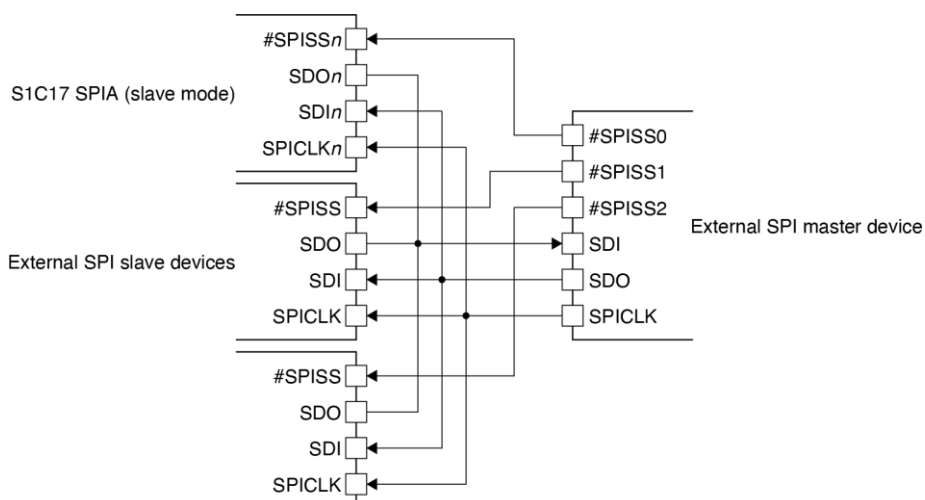 #SPISSn
SDOn
S1C17 SPIA (slave mode)
SDIn
SPICLKn
#SPISS
SDO
External SPI slave devices
SDI
SPICLK
#SPISS
SDO
SDI
SPICLK
#SPISS0
#SPISS1
#SPISS2
External SPI master device
SDI
SDO
SPICLK